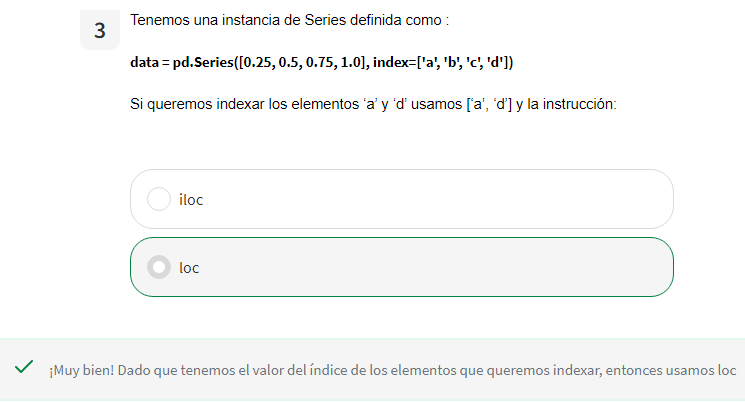 3
Tenemos una instancia de Series definida como :
data = pd.Series([0.25, 0.5, 0.75, 1.0], index=['a', 'b', 'c', 'd'])
Si queremos indexar los elementos ‘a’ y ‘d’ usamos [‘a’, ‘d’] y la instrucción:
iloc
loc
¡Muy bien! Dado que tenemos el valor del índice de los elementos que queremos indexar, entonces usamos loc